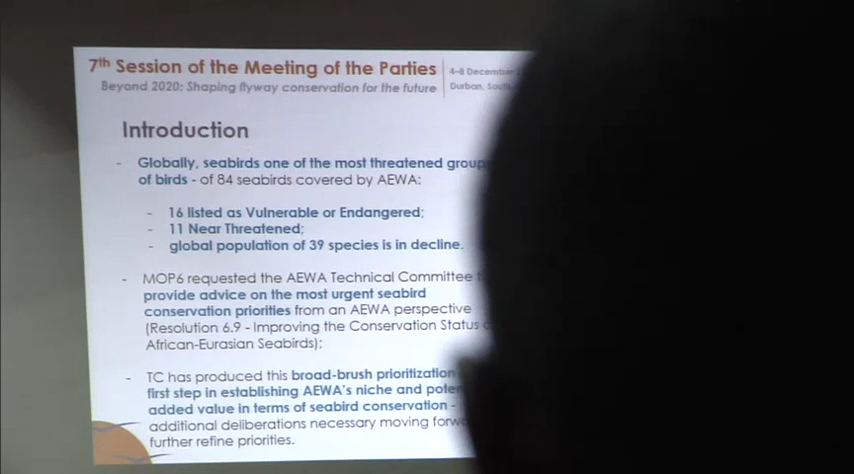 7th Session of the Meeting of the Parties
4-8 December
Beyond 2020: Shaping flyway conservation for the future
Durban, South
Introduction
- Globally, seabirds one of the most threatened group
of birds - of 84 seabirds covered by AEWA:
- 16 listed as Vulnerable or Endangered;
- 11 Near Threatened;
- global population of 39 species is in decline.
- MOP6 requested the AEWA Technical Committee
provide advice on the most urgent seabird
conservation priorities from an AEWA perspective
(Resolution 6.9 - Improving the Conservation Status
African-Eurasian Seabirds);
- TC has produced this broad-brush prioritization
first step in establishing AEWA's niche and poten
added value in terms of seabird conservation -
additional deliberations necessary moving forwa
further refine priorities.